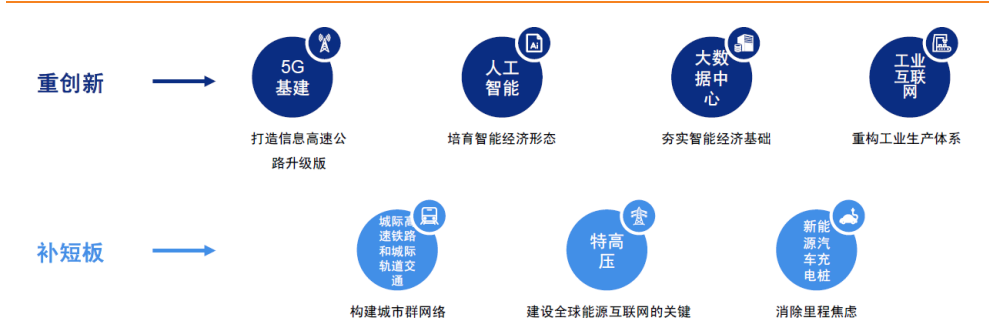 重创新
5G
基建
Ai
人工
智能
大数
据中
心
工业
互联
网
打造信息高速公
路升级版
培育智能经济形态
夯实智能经济基础
重构工业生产体系
补短板
城际高
速铁路
和城际
轨道交
通
特高
压
新能
源汽
车充
电桩
构建城市群网络
建设全球能源互联网的关键
消除里程焦虑